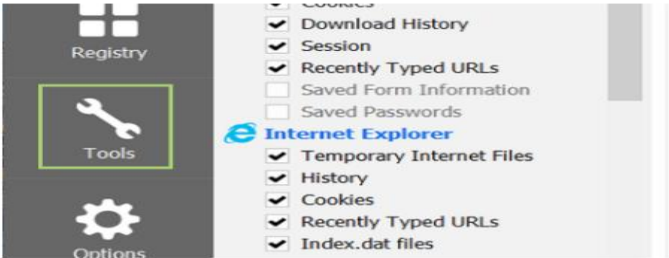 Registry
Tools
Options
Cookies
Download History
Session
Recently Typed URLs
Saved Form Information
Saved Passwords
Internet Explorer
Temporary Internet Files
History
Cookies
Recently Typed URLs
Index.dat files